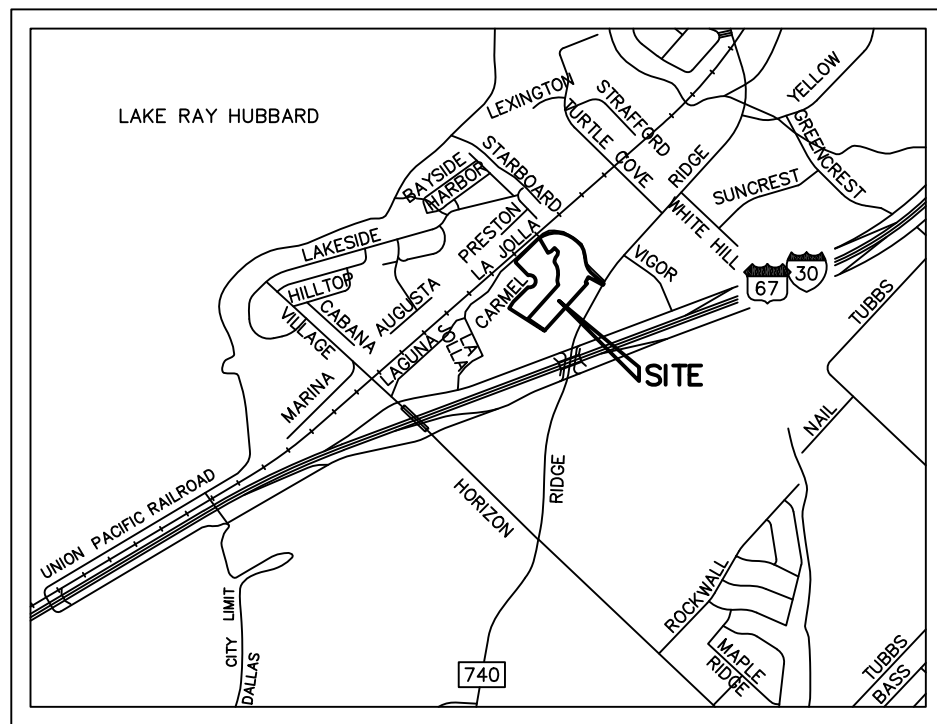 LAKE RAY HUBBARD
LEXINGTON
STRAFFORD
YELLOW
TURTLE COVE
GREENCREST
STARBOARD
RIDGE
BAYSIDE
HARBOR
SUNCREST
WHITE HILL
PRESTON
LAKESIDE
LA JOLLA
VIGOR
30
67
HILLTOP
CARMEL
TUBBS
AUGUSTA
CABANA
VILLAGE
LAGUNA
LA
JOLLA
SITE
MARINA
NAIL
UNION PACIFIC RAILROAD
HORIZON
RIDGE
ROCKWALL
CITY LIMIT
DALLAS
740
MAPLE
RIDGE
TUBBS
BASS